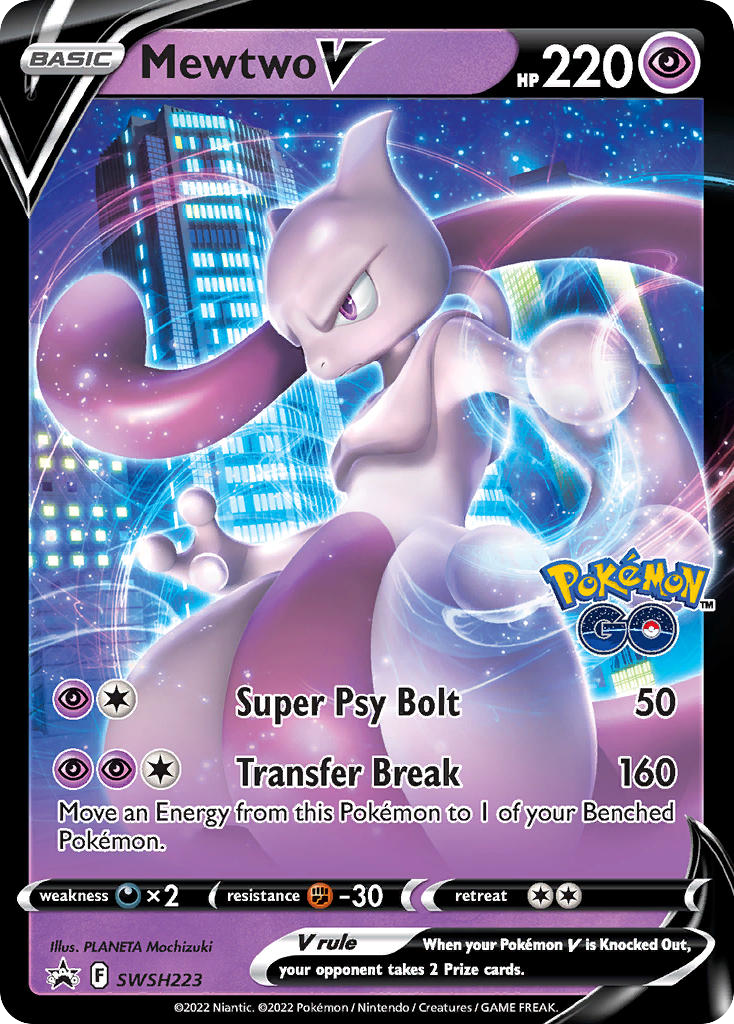 BASIC Mewtwo V HP 220
Pokémon
GO ™
Super Psy Bolt 50
Transfer Break 160
Move an Energy from this Pokémon to 1 of your Benched
Pokémon.
weakness ×2 resistance -30 retreat
Illus. PLANETA Mochizuki
V rule When your Pokémon V is Knocked Out,
your opponent takes 2 Prize cards.
F SWSH223
©2022 Niantic. ©2022 Pokémon / Nintendo / Creatures / GAME FREAK.